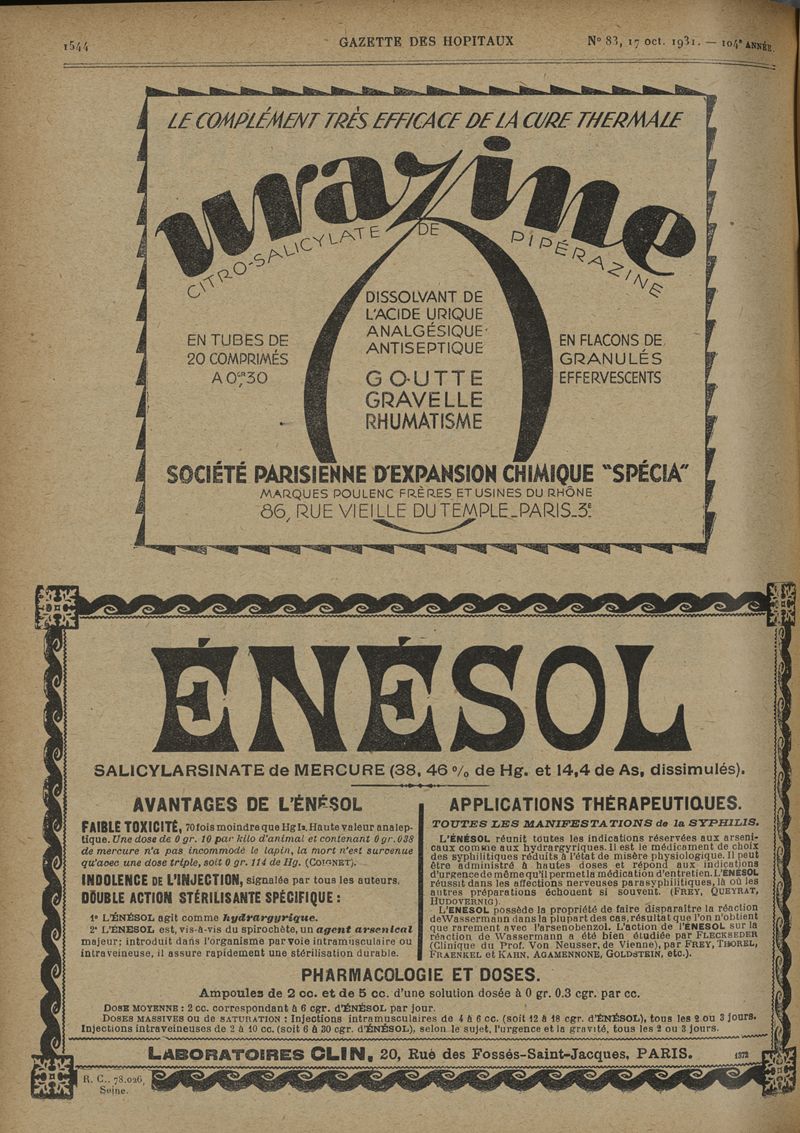 1544
GAZETTE DES HOPITAUX
N° 83, 17 oct. 1931. — 104e ANNÉE
LE COMPLÉMENT TRÈS EFFICACE DE LA CURE THERMALE
urazine
CITRO-SALICYLATE DE PIPÉRAZINE
DISSOLVANT DE
L'ACIDE URIQUE
ANALGÉSIQUE
ANTISEPTIQUE
GOUTTE
GRAVELLE
RHUMATISME
EN TUBES DE
20 COMPRIMÉS
A 0gr,30
EN FLACONS DE
GRANULÉS
EFFERVESCENTS
SOCIÉTÉ PARISIENNE D'EXPANSION CHIMIQUE "SPÉCIA"
MARQUES POULENC FRÈRES ET USINES DU RHÔNE
86, RUE VIEILLE DU TEMPLE_PARIS_3e
ÉNÉSOL
SALICYLARSINATE de MERCURE (38, 46 % de Hg. et 14,4 de As, dissimulés).
AVANTAGES DE L'ÉNÉSOL
FAIBLE TOXICITÉ, 70 fois moindre que Hg I2. Haute valeur analep-
tique. Une dose de 0 gr. 10 par kilo d'animal et contenant 0 gr. 038
de mercure n'a pas incommodé le lapin, la mort n'est survenue
qu'avec une dose triple, soit 0 gr. 114 de Hg. (COIGNET).
INDOLENCE DE L'INJECTION, signalée par tous les auteurs.
DOUBLE ACTION STÉRILISANTE SPÉCIFIQUE :
1° L'ÉNÉSOL agit comme hydrargyrique.
2° L'ÉNÉSOL est, vis-à-vis du spirochète, un agent arsenical
majeur; introduit dans l'organisme par voie intramusculaire ou
intraveineuse, il assure rapidement une stérilisation durable.
APPLICATIONS THÉRAPEUTIQUES.
TOUTES LES MANIFESTATIONS de la SYPHILIS.
L'ÉNÉSOL réunit toutes les indications réservées aux arseni-
caux comme aux hydrargyriques. Il est le médicament de choix
des syphilitiques réduits à l'état de misère physiologique. Il peut
être administré à hautes doses et répond aux indications
d'urgence de même qu'il permet la médication d'entretien. L'ÉNÉSOL
réussit dans les affections nerveuses parasyphilitiques, là où les
autres préparations échouent si souvent. (FREY, QUEYRAT,
HUDOVERNIG).
L'ENESOL possède la propriété de faire disparaître la réaction
de Wassermann dans la plupart des cas, résultat que l'on n'obtient
que rarement avec l'arsenobenzol. L'action de l'ÉNÉSOL sur la
réaction de Wassermann a été bien étudiée par FLECKSEDER
(Clinique du Prof. Von Neusser, de Vienne), par FREY, THOREL,
FRAENKEL et KAHN, AGAMENNONE, GOLDSTEIN, etc.).
PHARMACOLOGIE ET DOSES.
Ampoules de 2 cc. et de 5 cc. d'une solution dosée à 0 gr. 0.3 cgr. par cc.
DOSE MOYENNE : 2 cc. correspondant à 6 cgr. d'ÉNÉSOL par jour.
DOSES MASSIVES OU de SATURATION : Injections intramusculaires de 4 à 6 cc. (soit 12 à 18 cgr. d'ÉNÉSOL), tous les 2 ou 3 jours.
Injections intraveineuses de 2 à 10 cc. (soit 6 à 30 cgr. d'ÉNÉSOL), selon le sujet, l'urgence et la gravité, tous les 2 ou 3 jours.
LABORATOIRES CLIN, 20, Rue des Fossés-Saint-Jacques, PARIS.
1372
R. C.. 78.026,
Seine.